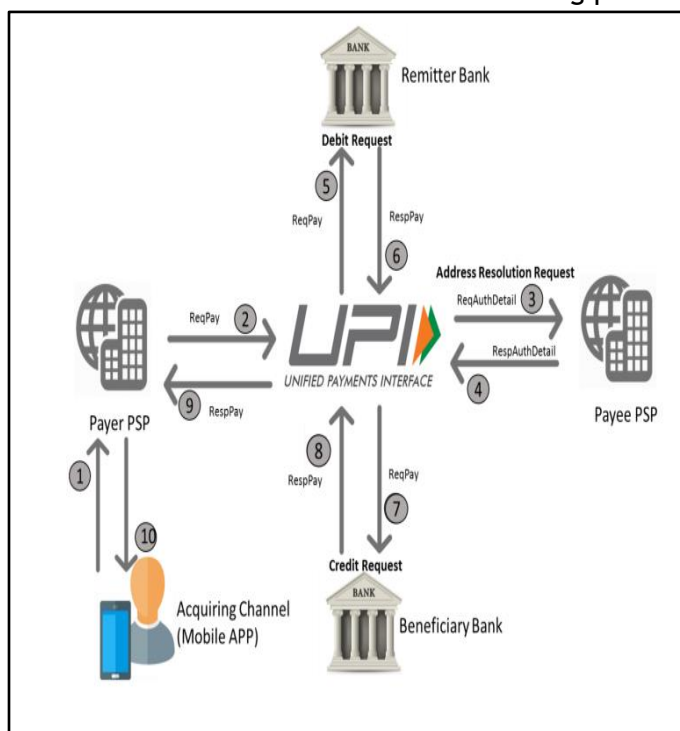 BANK
Remitter Bank
Debit Request
5
ReqPay
RespPay
6
Address Resolution Request
ReqAuthDetail 3
ReqPay 2
UPI
UNIFIED PAYMENTS INTERFACE
RespAuthDetail
4
9 RespPay
Payer PSP
Payee PSP
8
RespPay
ReqPay
7
1
10
Credit Request
BANK
Acquiring Channel
(Mobile APP)
Beneficiary Bank